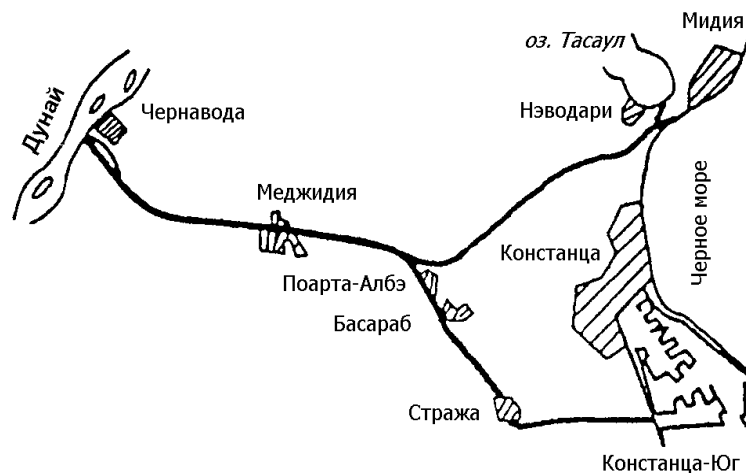 Мидия
оз. Тасаул
Нэводари
Чернавода
Дунай
Меджидия
Черное море
Констанца
Поарта-Албэ
Басараб
Стража
Констанца-Юг